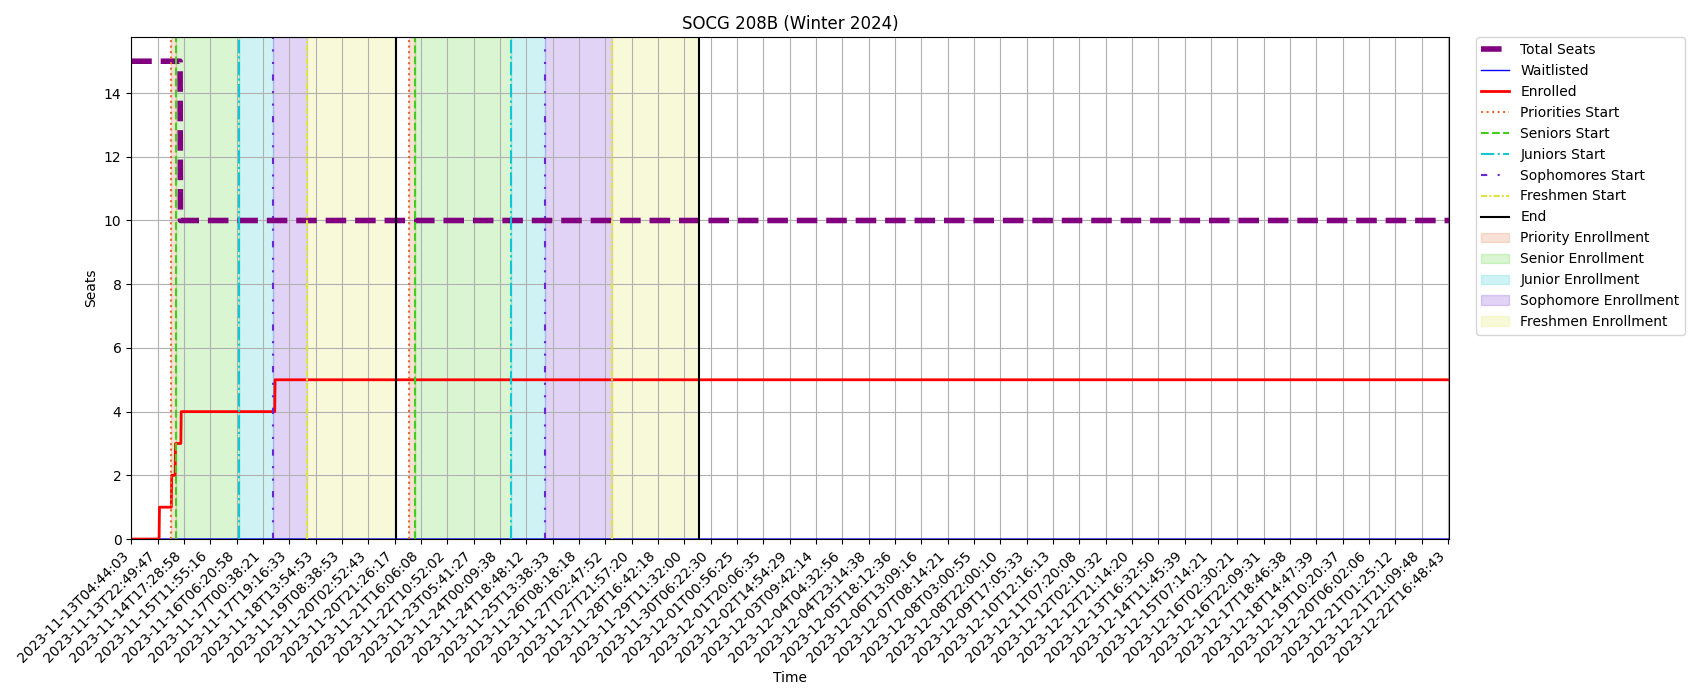 SOCG 208B (Winter 2024)
Total Seats
Waitlisted
Enrolled
Priorities Start
Seniors Start
Juniors Start
Sophomores Start
Freshmen Start
End
Priority Enrollment
Senior Enrollment
Junior Enrollment
Sophomore Enrollment
Freshmen Enrollment
Seats
14
12
10
8
6
4
2
0
2023-11-13T04:44:03
2023-11-13T22:49:47
2023-11-14T17:28:58
2023-11-15T11:55:16
2023-11-16T06:20:58
2023-11-17T00:38:21
2023-11-17T19:16:33
2023-11-18T13:54:53
2023-11-19T08:38:53
2023-11-20T02:52:43
2023-11-20T21:26:17
2023-11-21T16:06:08
2023-11-22T10:52:02
2023-11-23T05:41:27
2023-11-24T00:09:38
2023-11-24T18:48:12
2023-11-25T13:38:33
2023-11-26T08:18:18
2023-11-27T02:47:52
2023-11-27T21:57:20
2023-11-28T16:42:18
2023-11-29T11:32:00
2023-11-30T06:22:30
2023-12-01T00:56:25
2023-12-01T20:06:35
2023-12-02T14:54:29
2023-12-03T09:42:14
2023-12-04T04:32:56
2023-12-04T23:14:38
2023-12-05T18:12:36
2023-12-06T13:09:16
2023-12-07T08:14:21
2023-12-08T03:00:55
2023-12-08T22:00:10
2023-12-09T17:05:33
2023-12-10T12:16:13
2023-12-11T07:20:08
2023-12-12T02:10:32
2023-12-12T21:14:20
2023-12-13T16:32:50
2023-12-14T11:45:39
2023-12-15T07:14:21
2023-12-16T02:30:21
2023-12-16T22:09:31
2023-12-17T18:46:38
2023-12-18T14:47:39
2023-12-19T10:20:37
2023-12-20T06:02:06
2023-12-21T01:25:12
2023-12-21T21:09:48
2023-12-22T16:48:43
Time